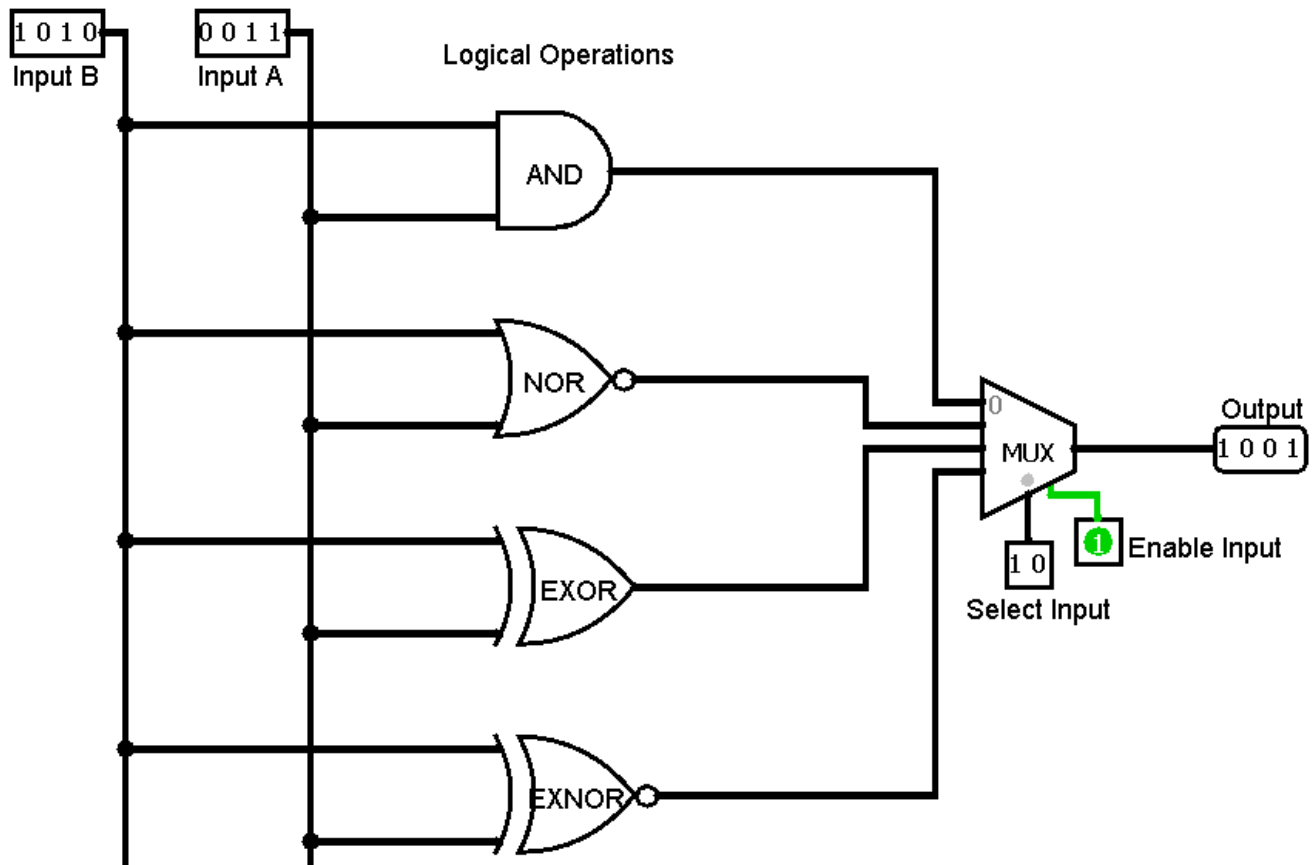 1 0 1 0
Input B
0 0 1 1
Input A
Logical Operations
AND
NOR
EXOR
EXNOR
0
MUX
Output
1 0 0 1
1
Enable Input
1 0
Select Input